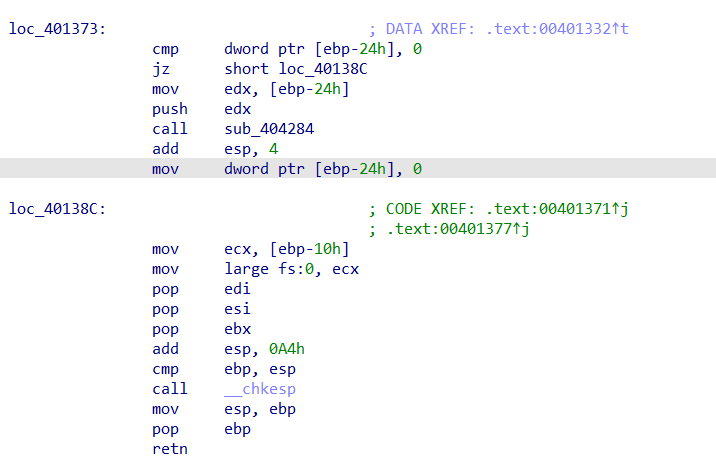 loc_401373: ; DATA XREF: .text:00401332↑t
cmp dword ptr [ebp-24h], 0
jz short loc_40138C
mov edx, [ebp-24h]
push edx
call sub_404284
add esp, 4
mov dword ptr [ebp-24h], 0
loc_40138C: ; CODE XREF: .text:00401371↑j
; .text:00401377↑j
mov ecx, [ebp-10h]
mov large fs:0, ecx
pop edi
pop esi
pop ebx
add esp, 0A4h
cmp ebp, esp
call __chkesp
mov esp, ebp
pop ebp
retn